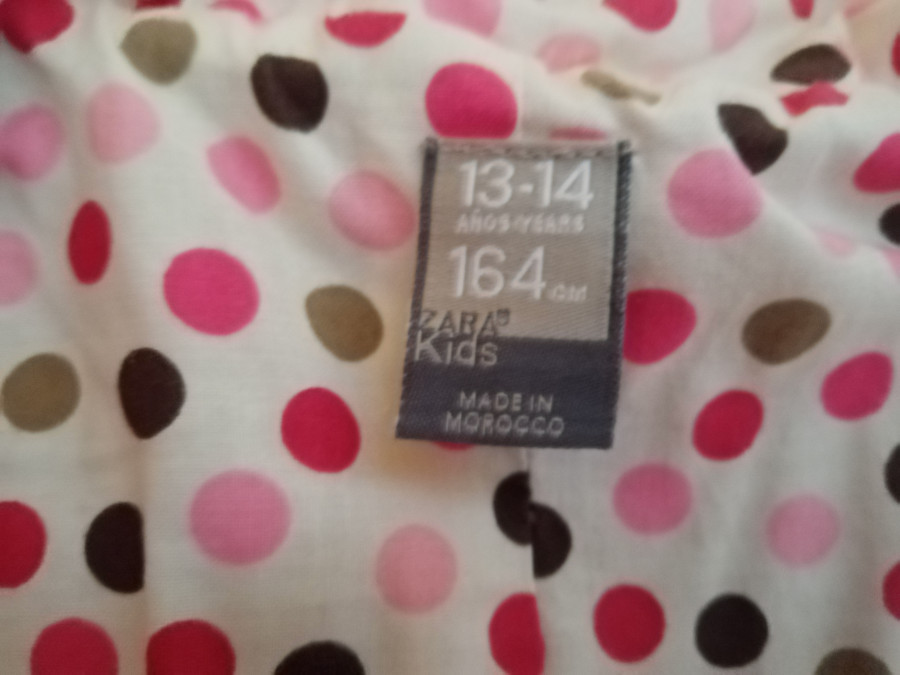 13-14
AÑOS-YEARS
164 cm
ZARA
Kids
MADE IN
MOROCCO